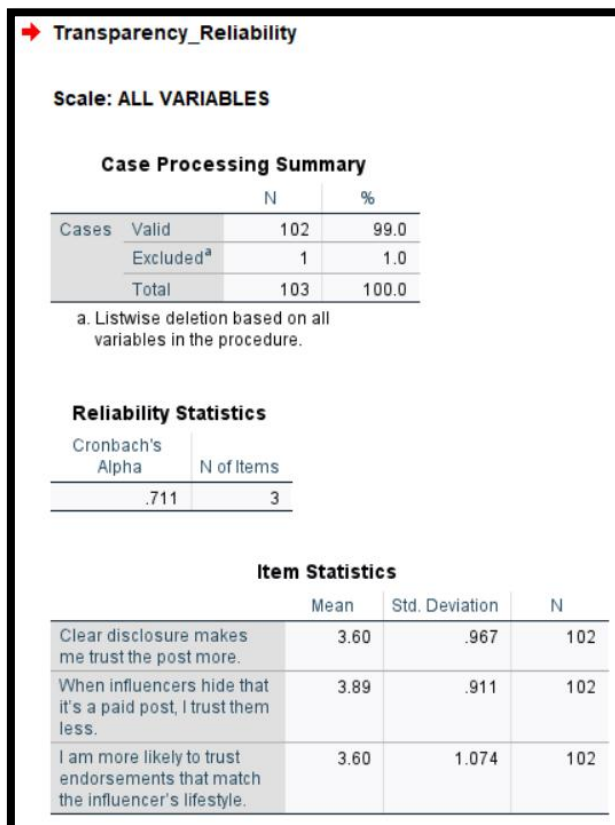 Transparency_Reliability
Scale: ALL VARIABLES
Case Processing Summary
N %
Cases Valid 102 99.0
Excludedª 1 1.0
Total 103 100.0
a. Listwise deletion based on all
variables in the procedure.
Reliability Statistics
Cronbach's
Alpha N of Items
.711 3
Item Statistics
Mean Std. Deviation N
Clear disclosure makes
me trust the post more. 3.60 .967 102
When influencers hide that
it's a paid post, I trust them
less. 3.89 .911 102
I am more likely to trust
endorsements that match
the influencer's lifestyle. 3.60 1.074 102